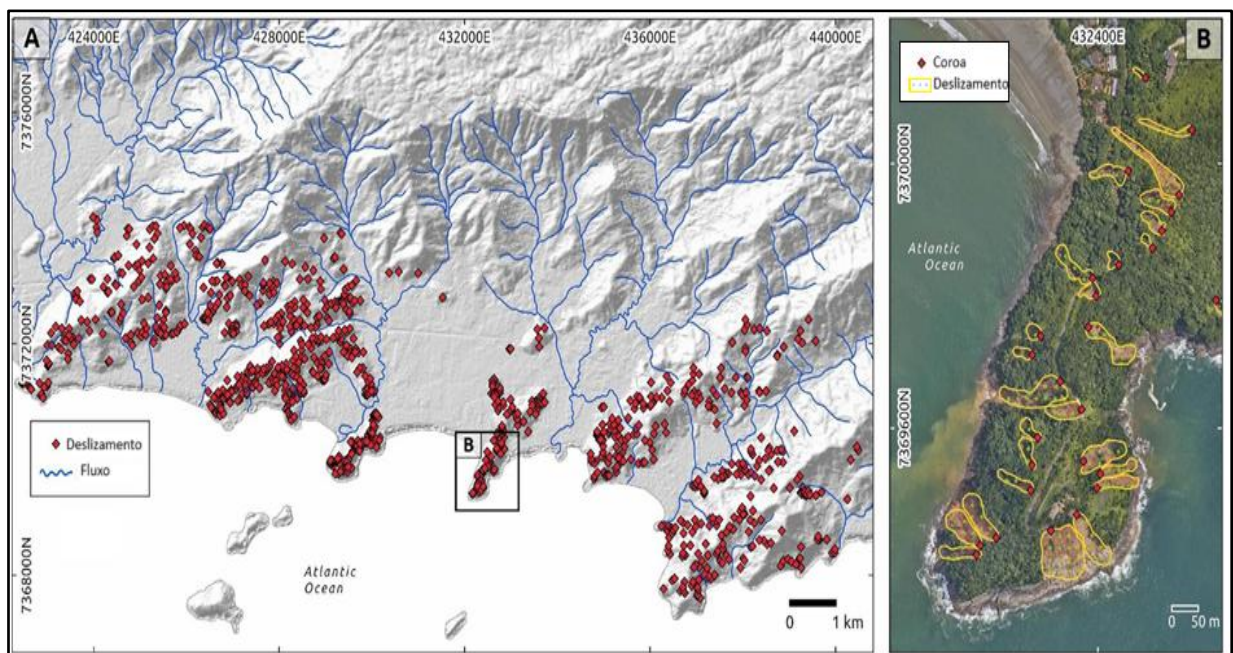 A
424000E
428000E
432000E
436000E
440000E
7376000N
7372000N
7368000N
Deslizamento
Fluxo
B
Atlantic
Ocean
0
1 km
B
432400E
Coroa
Deslizamento
7370000N
7369600N
Atlantic
Ocean
0
50 m